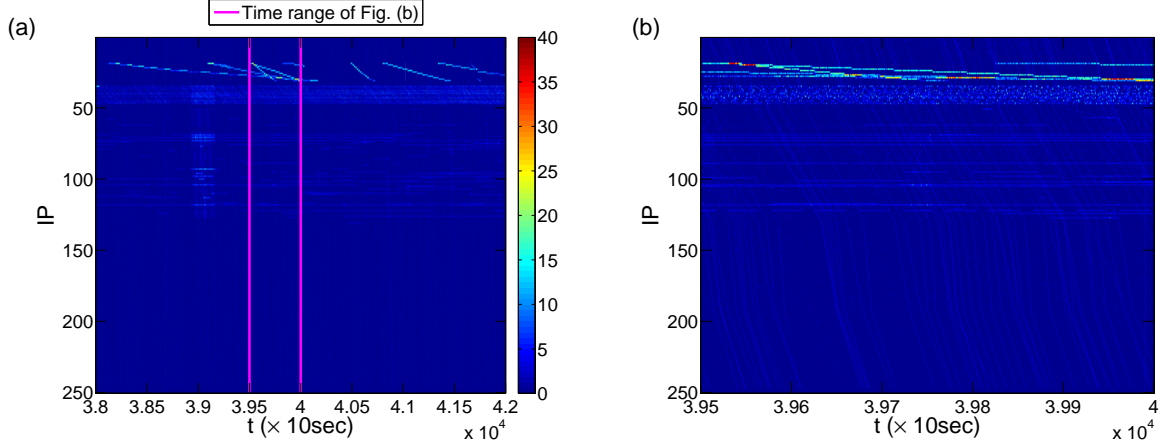 Time range of Fig. (b)
(a)
IP
50
100
150
200
250
3.8 3.85 3.9 3.95 4 4.05 4.1 4.15 4.2
t (× 10sec)
x 10^4
40
35
30
25
20
15
10
5
0
(b)
IP
50
100
150
200
250
3.95 3.96 3.97 3.98 3.99 4
t (× 10sec)
x 10^4